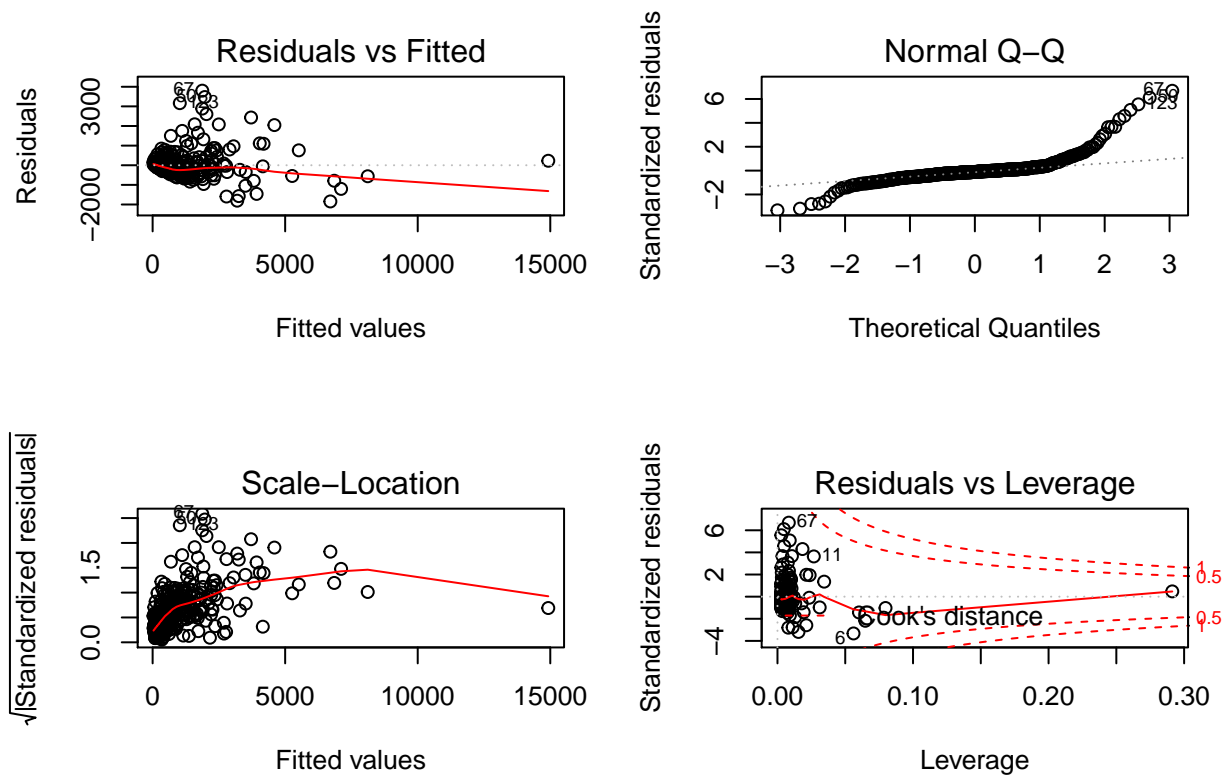 Residuals vs Fitted
Residuals
3000
−2000
67
123
0 5000 10000 15000
Fitted values
Normal Q−Q
Standardized residuals
6
2
−2
67
123
−3 −2 −1 0 1 2 3
Theoretical Quantiles
Scale−Location
√|Standardized residuals|
1.5
0.0
67
0 5000 10000 15000
Fitted values
Residuals vs Leverage
Standardized residuals
6
2
−4
67
11
6
Cook's distance
1
0.5
0.5
1
0.00 0.10 0.20 0.30
Leverage